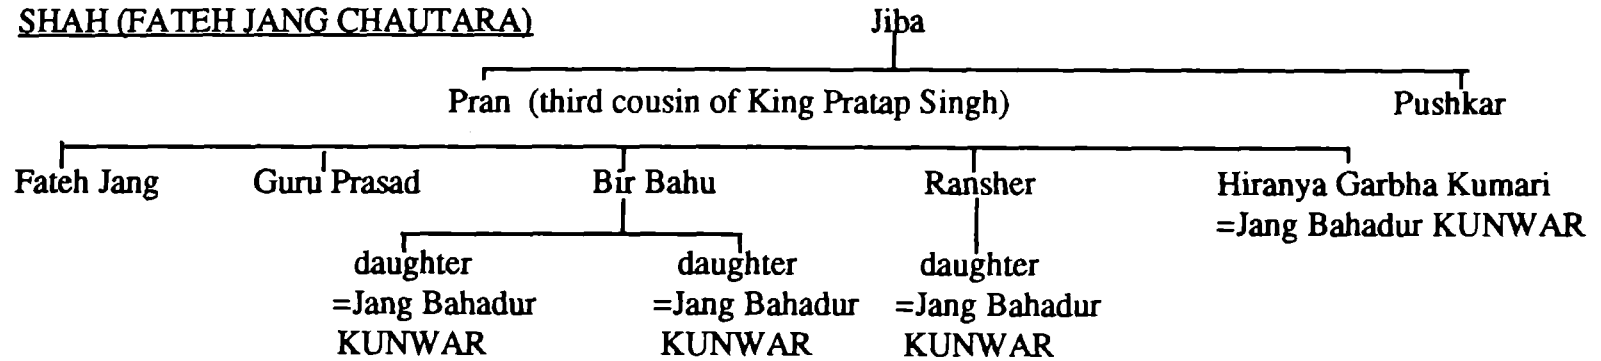 SHAH (FATEH JANG CHAUTARA)
Jiba
Pran (third cousin of King Pratap Singh)
Pushkar
Fateh Jang
Guru Prasad
Bir Bahu
Ransher
Hiranya Garbha Kumari
=Jang Bahadur KUNWAR
daughter
=Jang Bahadur
KUNWAR
daughter
=Jang Bahadur
KUNWAR
daughter
=Jang Bahadur
KUNWAR